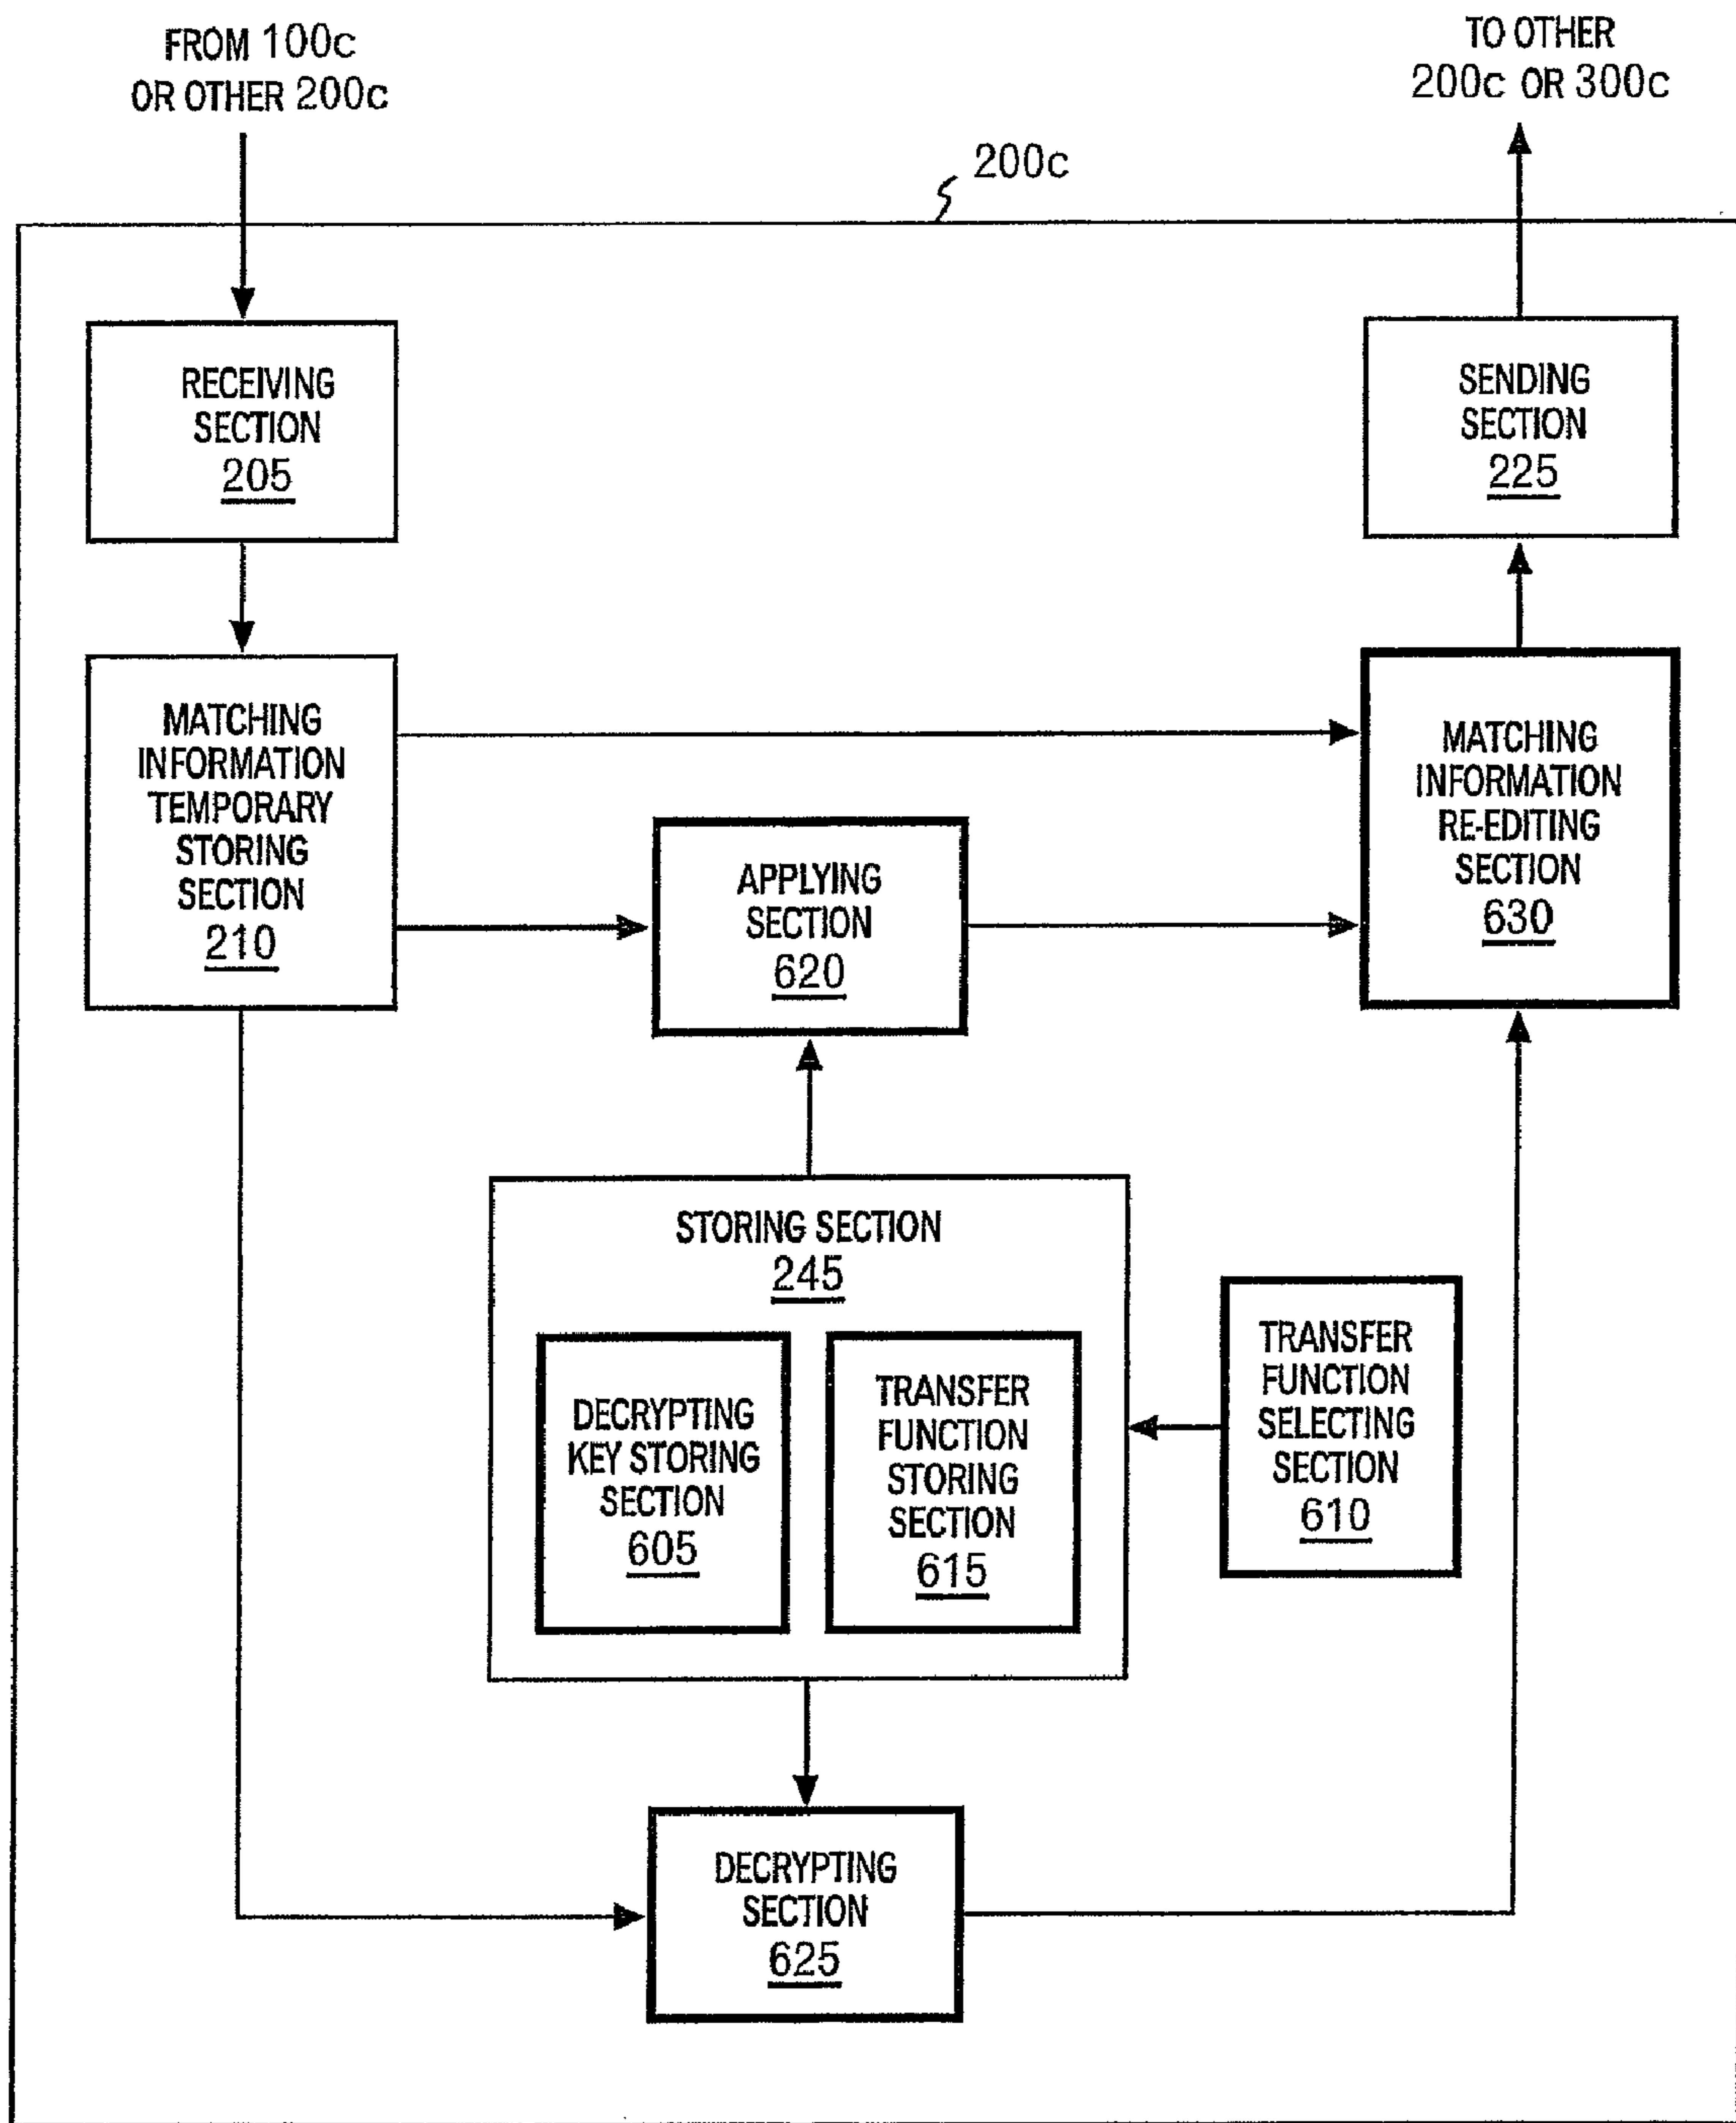 FROM 100c
OR OTHER 200c
TO OTHER
200c OR 300c
200c
RECEIVING
SECTION
205
SENDING
SECTION
225
MATCHING
INFORMATION
TEMPORARY
STORING
SECTION
210
APPLYING
SECTION
620
MATCHING
INFORMATION
RE-EDITING
SECTION
630
STORING SECTION
245
DECRYPTING
KEY STORING
SECTION
605
TRANSFER
FUNCTION
STORING
SECTION
615
TRANSFER
FUNCTION
SELECTING
SECTION
610
DECRYPTING
SECTION
625